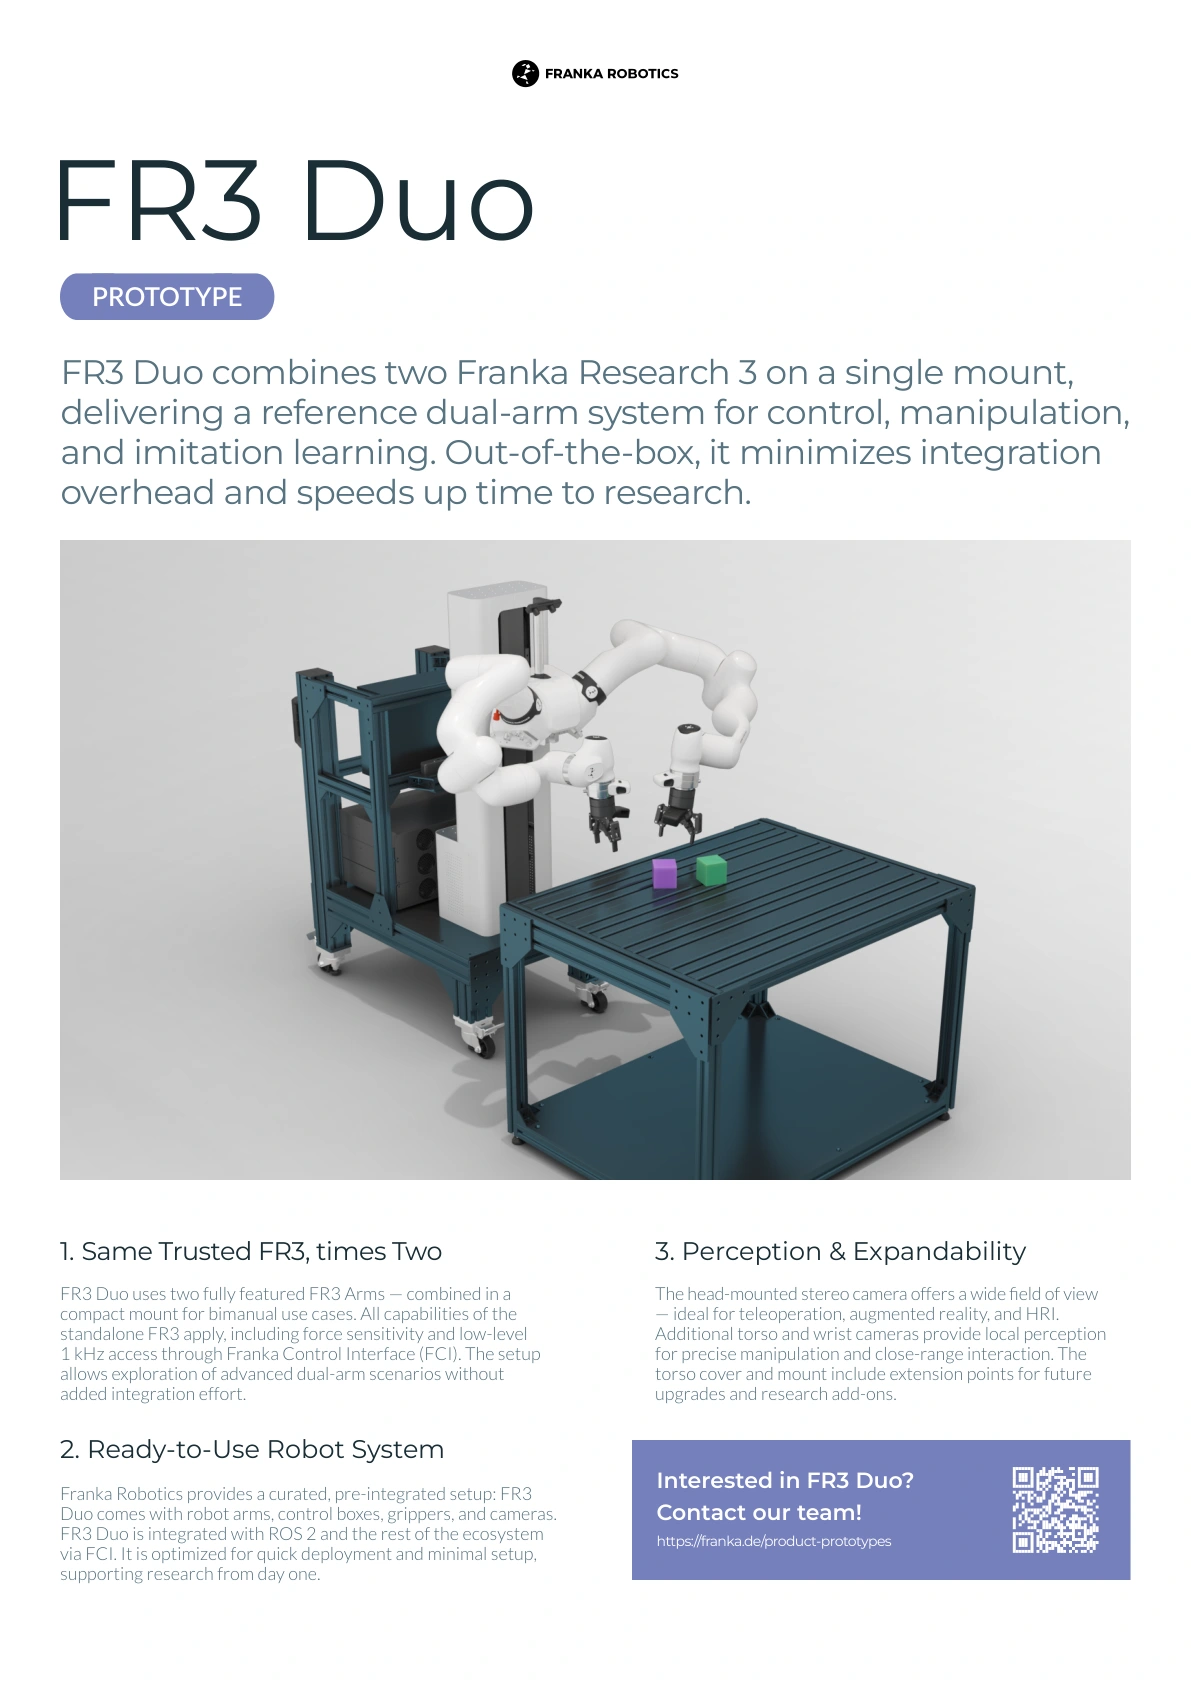 FRANKA ROBOTICS
FR3 Duo
PROTOTYPE
FR3 Duo combines two Franka Research 3 on a single mount,
delivering a reference dual-arm system for control, manipulation,
and imitation learning. Out-of-the-box, it minimizes integration
overhead and speeds up time to research.
1. Same Trusted FR3, times Two
FR3 Duo uses two fully featured FR3 Arms — combined in a
compact mount for bimanual use cases. All capabilities of the
standalone FR3 apply, including force sensitivity and low-level
1 kHz access through Franka Control Interface (FCI). The setup
allows exploration of advanced dual-arm scenarios without
added integration effort.
2. Ready-to-Use Robot System
Franka Robotics provides a curated, pre-integrated setup: FR3
Duo comes with robot arms, control boxes, grippers, and cameras.
FR3 Duo is integrated with ROS 2 and the rest of the ecosystem
via FCI. It is optimized for quick deployment and minimal setup,
supporting research from day one.
3. Perception & Expandability
The head-mounted stereo camera offers a wide field of view
— ideal for teleoperation, augmented reality, and HRI.
Additional torso and wrist cameras provide local perception
for precise manipulation and close-range interaction. The
torso cover and mount include extension points for future
upgrades and research add-ons.
Interested in FR3 Duo?
Contact our team!
https://franka.de/product-prototypes